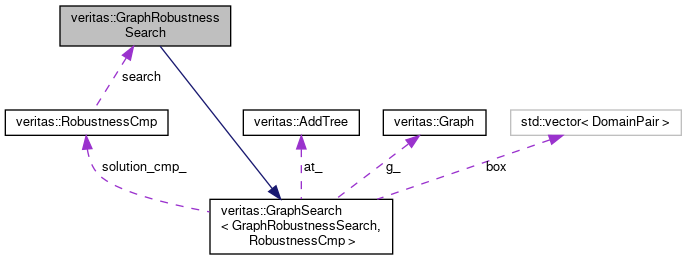 veritas::GraphRobustness
Search
search
veritas::RobustnessCmp
veritas::AddTree
veritas::Graph
std::vector< DomainPair >
solution_cmp_
at_
g_
box
veritas::GraphSearch
< GraphRobustnessSearch,
RobustnessCmp >